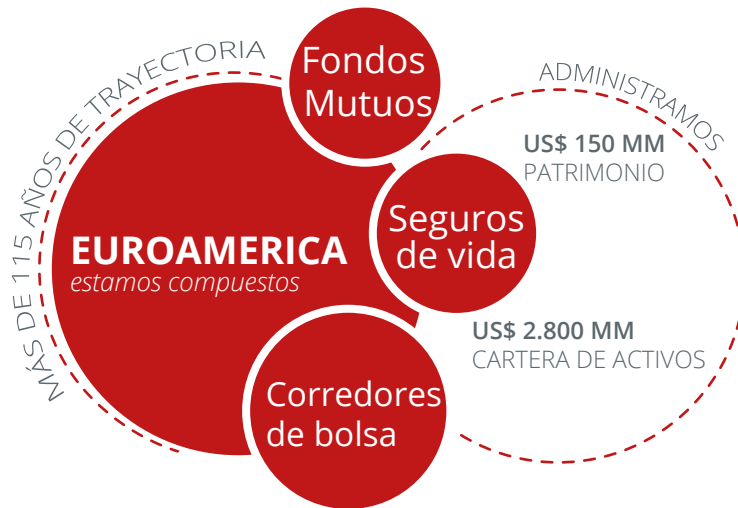 MÁS DE 115 AÑOS DE TRAYECTORIA
EUROAMERICA
estamos compuestos
Fondos
Mutuos
Seguros
de vida
Corredores
de bolsa
ADMINISTRAMOS
US$ 150 MM
PATRIMONIO
US$ 2.800 MM
CARTERA DE ACTIVOS